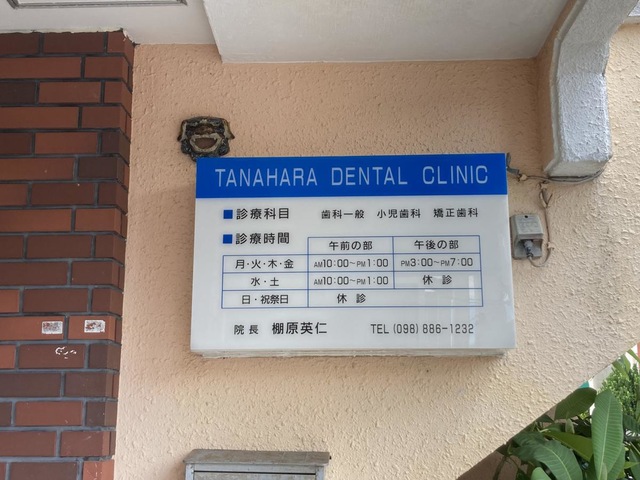 TANAHARA DENTAL CLINIC
■診療科目 歯科一般 小児歯科 矯正歯科
■診療時間
午前の部 午後の部
月・火・木・金 AM10:00~PM1:00 PM3:00~PM7:00
水・土 AM10:00~PM1:00 休診
日・祝祭日 休診
院長 棚原英仁 TEL(098)886-1232